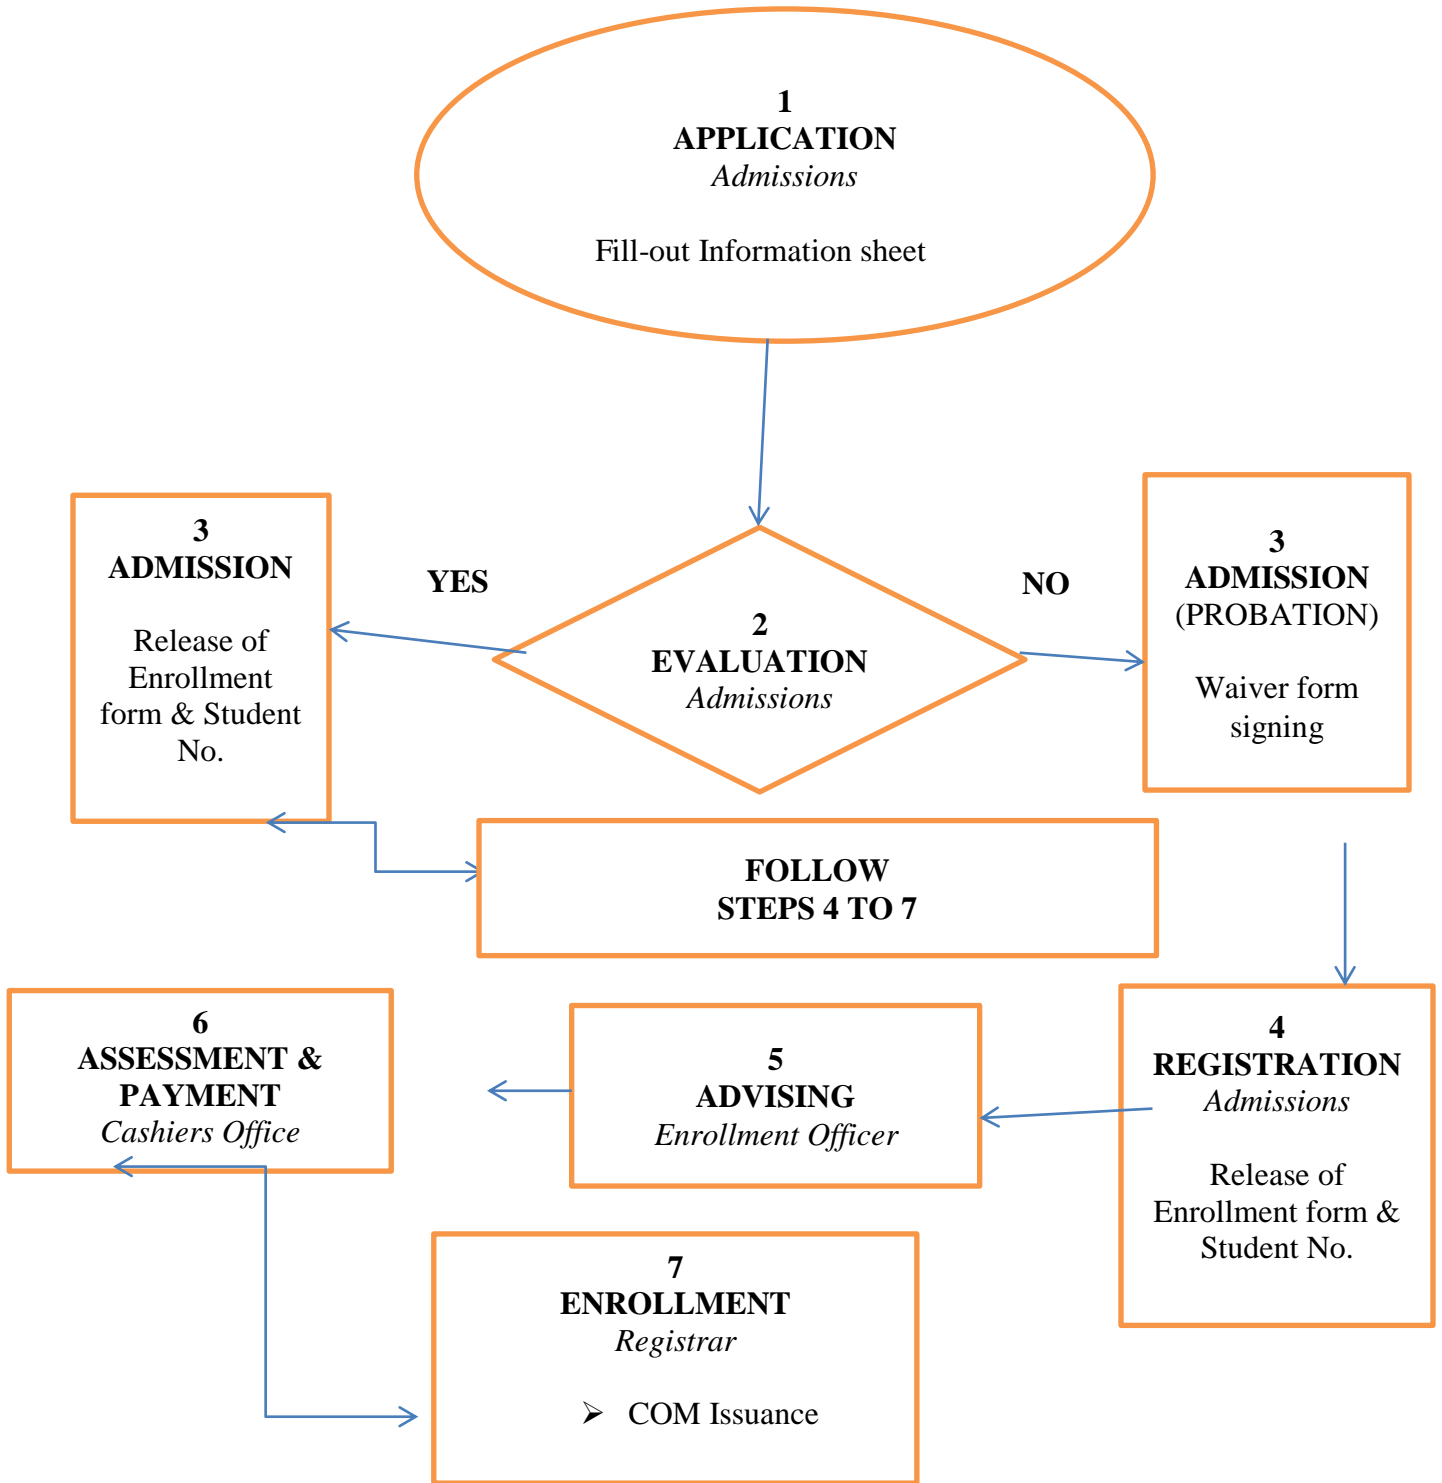 1
APPLICATION
Admissions
Fill-out Information sheet
3
ADMISSION
Release of
Enrollment
form & Student
No.
YES
2
EVALUATION
Admissions
NO
3
ADMISSION
(PROBATION)
Waiver form
signing
FOLLOW
STEPS 4 TO 7
6
ASSESSMENT &
PAYMENT
Cashiers Office
5
ADVISING
Enrollment Officer
4
REGISTRATION
Admissions
Release of
Enrollment form &
Student No.
7
ENROLLMENT
Registrar
➢ COM Issuance